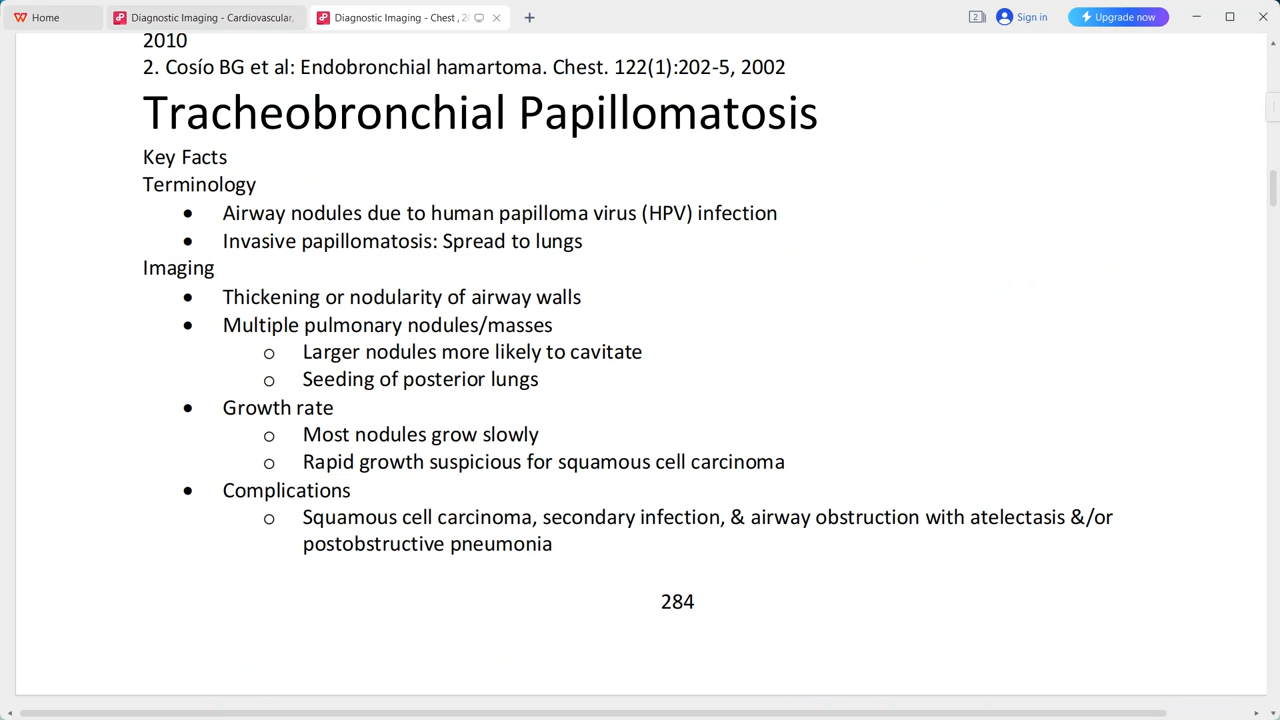 Home
Diagnostic Imaging - Cardiovascular,
Diagnostic Imaging - Chest , 2
2
Sign in
Upgrade now
2010
2. Cosío BG et al: Endobronchial hamartoma. Chest. 122(1):202-5, 2002
Tracheobronchial Papillomatosis
Key Facts
Terminology
• Airway nodules due to human papilloma virus (HPV) infection
• Invasive papillomatosis: Spread to lungs
Imaging
• Thickening or nodularity of airway walls
• Multiple pulmonary nodules/masses
o Larger nodules more likely to cavitate
o Seeding of posterior lungs
• Growth rate
o Most nodules grow slowly
o Rapid growth suspicious for squamous cell carcinoma
• Complications
o Squamous cell carcinoma, secondary infection, & airway obstruction with atelectasis &/or
postobstructive pneumonia
284